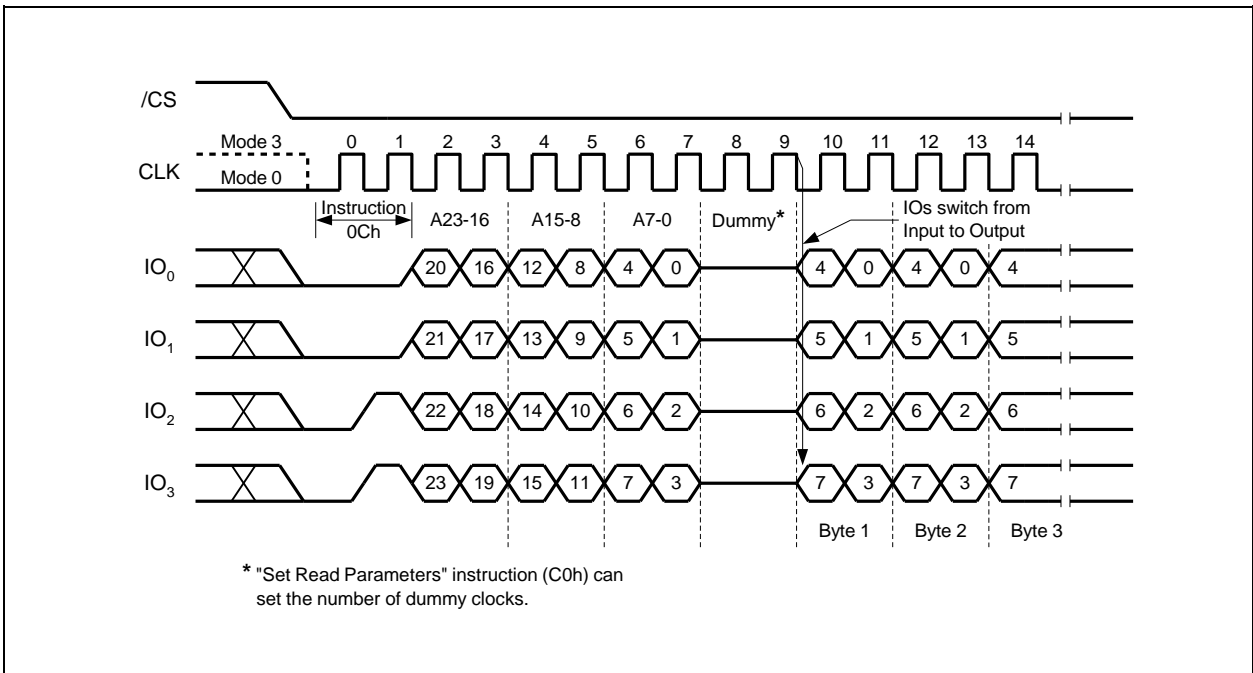 /CS
Mode 3 0 1 2 3 4 5 6 7 8 9 10 11 12 13 14
CLK Mode 0
Instruction
0Ch
A23-16 A15-8 A7-0 Dummy*
IOs switch from
Input to Output
IO0 20 16 12 8 4 0 4 0 4 0 4
IO1 21 17 13 9 5 1 5 1 5 1 5
IO2 22 18 14 10 6 2 6 2 6 2 6
IO3 23 19 15 11 7 3 7 3 7 3 7
Byte 1 Byte 2 Byte 3
* "Set Read Parameters" instruction (C0h) can
set the number of dummy clocks.